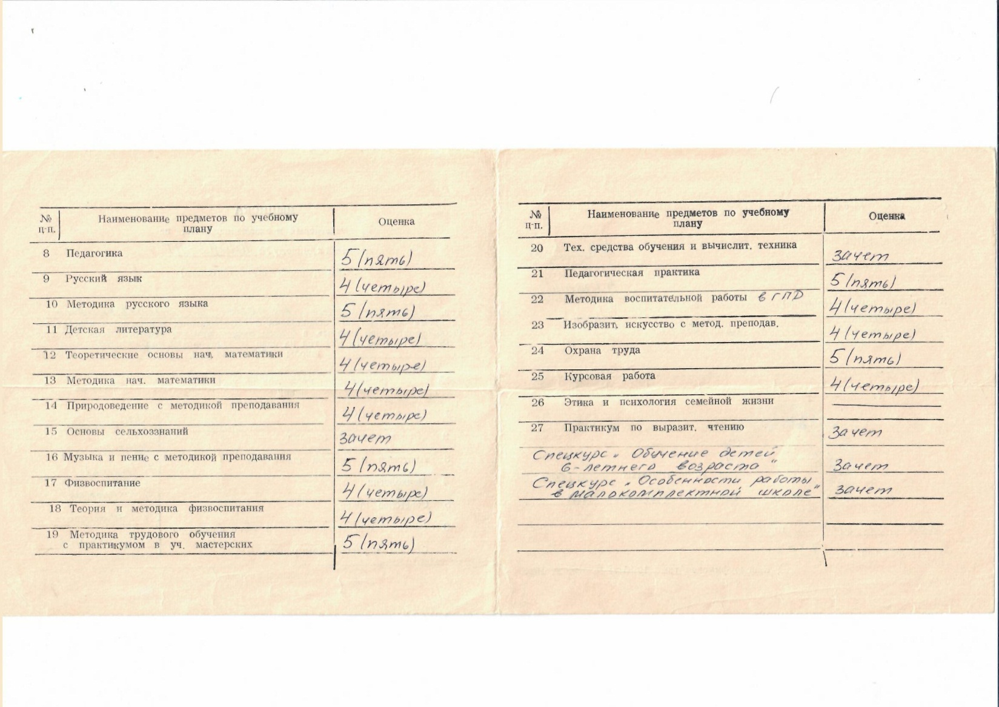 №
ц-п.
Наименование предметов по учебному
плану
Оценка
8 Педагогика 5 (пять)
9 Русский язык 4 (четыре)
10 Методика русского языка 5 (пять)
11 Детская литература 4 (четыре)
12 Теоретические основы нач. математики 4 (четыре)
13 Методика нач. математики 4 (четыре)
14 Природоведение с методикой преподавания 4 (четыре)
15 Основы сельхоззнаний зачет
16 Музыка и пение с методикой преподавания 5 (пять)
17 Физвоспитание 4 (четыре)
18 Теория и методика физвоспитания 4 (четыре)
19 Методика трудового обучения
с практикумом в уч. мастерских 5 (пять)
№
ц-п.
Наименование предметов по учебному
плану
Оценка
20 Тех. средства обучения и вычислит. техника зачет
21 Педагогическая практика 5 (пять)
22 Методика воспитательной работы в ГПД 4 (четыре)
23 Изобразит. искусство с метод. преподав. 4 (четыре)
24 Охрана труда 5 (пять)
25 Курсовая работа 4 (четыре)
26 Этика и психология семейной жизни
27 Практикум по выразит. чтению Зачет
Спецкурс „Обучение детей
6-летнего возраста“ Зачет
Спецкурс „Особенности работы
в малокомплектной школе“ зачет